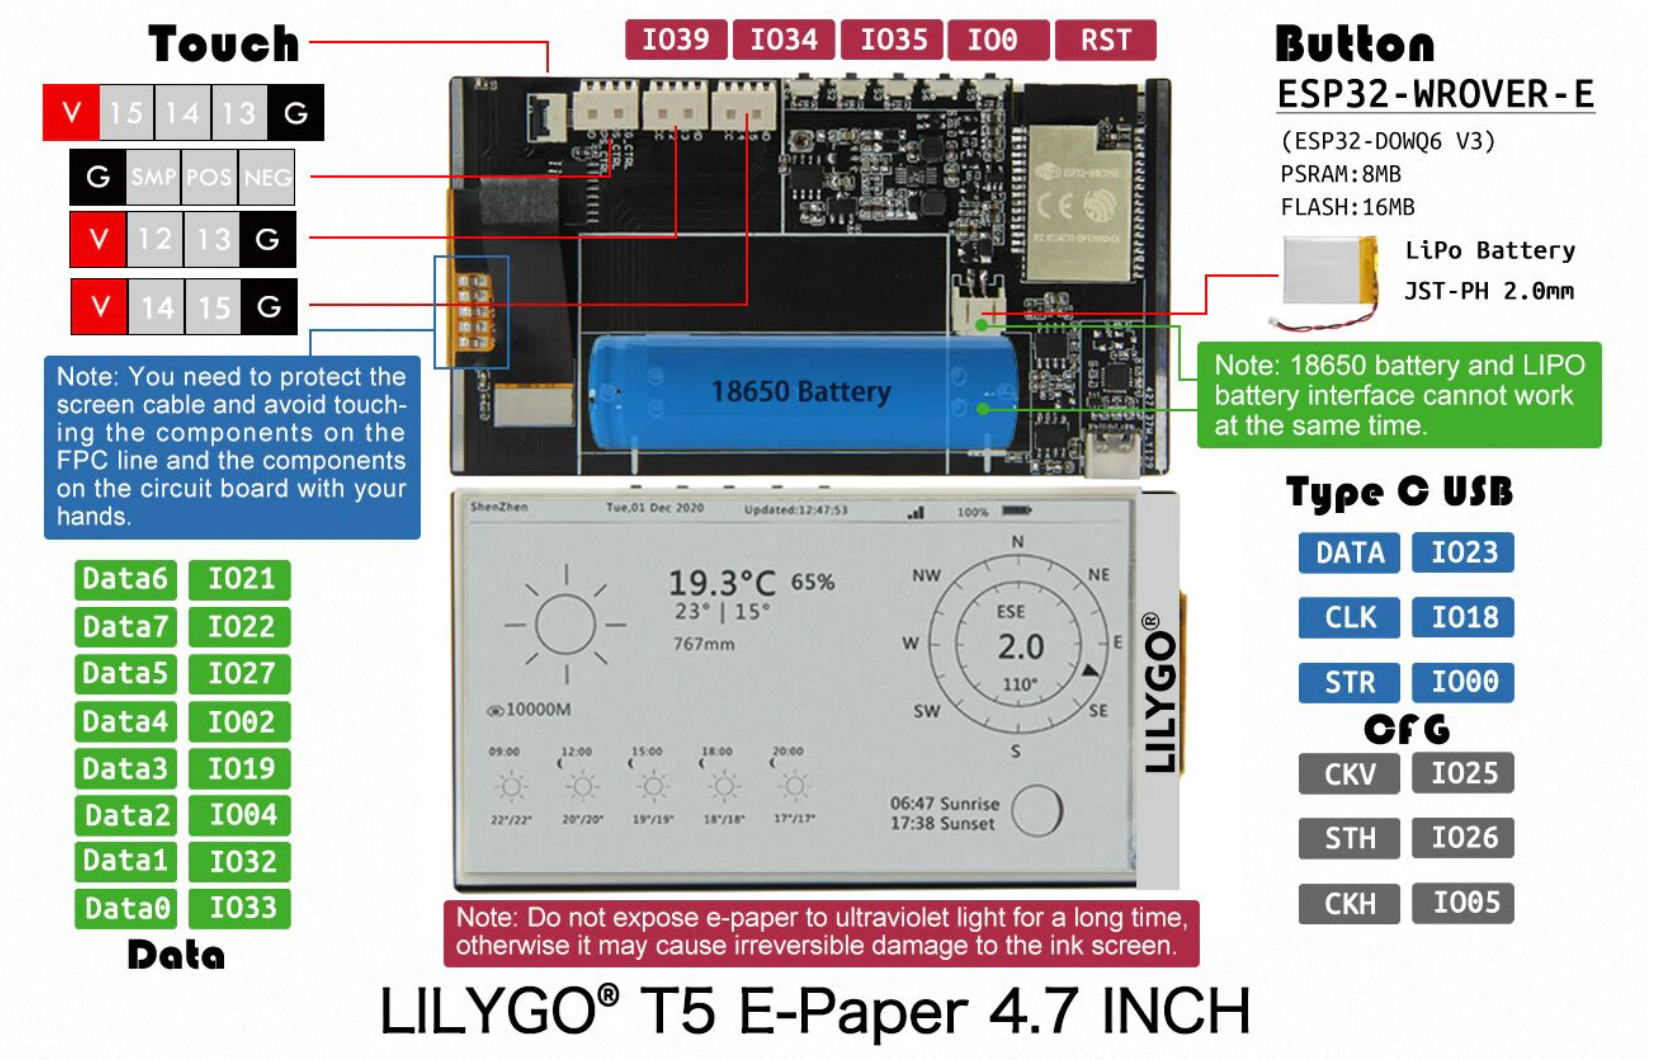 Touch
IO39 IO34 IO35 IO0 RST
Button
ESP32-WROVER-E
(ESP32-DOWQ6 V3)
PSRAM:8MB
FLASH:16MB
LiPo Battery
JST-PH 2.0mm
V 15 14 13 G
G SMP POS NEG
V 12 13 G
V 14 15 G
18650 Battery
Note: You need to protect the
screen cable and avoid touch-
ing the components on the
FPC line and the components
on the circuit board with your
hands.
Note: 18650 battery and LIPO
battery interface cannot work
at the same time.
Data6 IO21
Data7 IO22
Data5 IO27
Data4 IO02
Data3 IO19
Data2 IO04
Data1 IO32
Data0 IO33
Data
ShenZhen Tue,01 Dec 2020 Updated:12:47:53 100%
19.3°C 65%
23° | 15°
767mm
10000M
N
NW NE
W E
SW SE
S
ESE
2.0
110°
09:00 12:00 15:00 18:00 20:00
22°/22° 20°/20° 19°/19° 18°/18° 17°/17°
06:47 Sunrise
17:38 Sunset
LILYGO®
Type C USB
DATA IO23
CLK IO18
STR IO00
CFG
CKV IO25
STH IO26
CKH IO05
Note: Do not expose e-paper to ultraviolet light for a long time,
otherwise it may cause irreversible damage to the ink screen.
LILYGO® T5 E-Paper 4.7 INCH